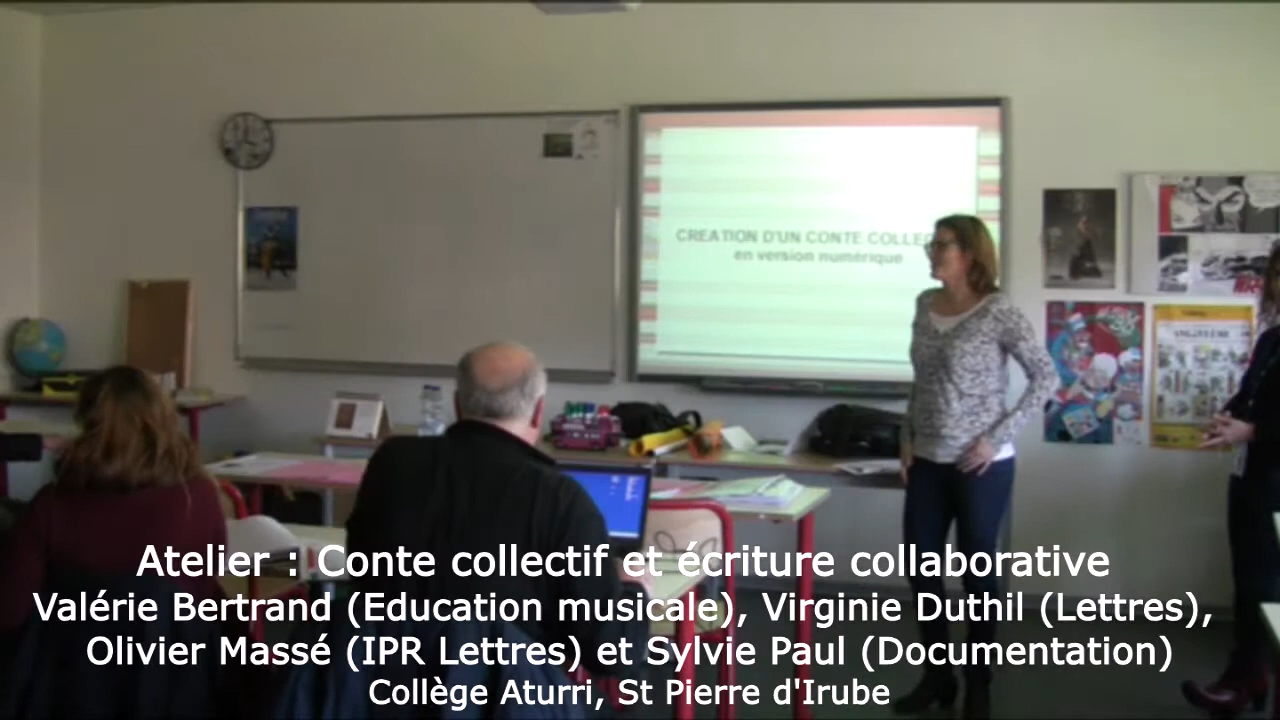 CREATION D'UN CONTE
en version numérique
Atelier : Conte collectif et écriture collaborative
Valérie Bertrand (Education musicale), Virginie Duthil (Lettres),
Olivier Massé (IPR Lettres) et Sylvie Paul (Documentation)
Collège Aturri, St Pierre d'Irube